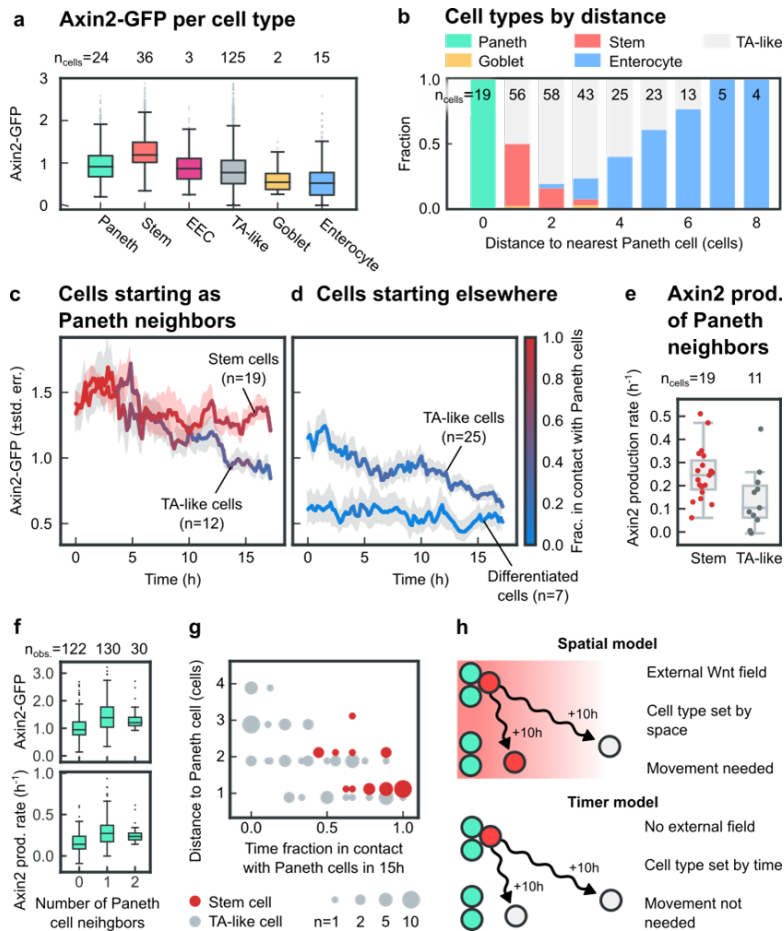 a Axin2-GFP per cell type
n_cells=24 36 3 125 2 15
Axin2-GFP
3
2
1
0
Paneth
Stem
EEC
TA-like
Goblet
Enterocyte
b Cell types by distance
Paneth Stem TA-like
Goblet Enterocyte
n_cells=19 56 58 43 25 23 13 5 4
Fraction
1.0
0.5
0.0
0 2 4 6 8
Distance to nearest Paneth cell (cells)
c Cells starting as
Paneth neighbors
Axin2-GFP (±std. err.)
1.5
1.0
0.5
Stem cells
(n=19)
TA-like cells
(n=12)
0 5 10 15
Time (h)
d Cells starting elsewhere
TA-like cells
(n=25)
Differentiated
cells (n=7)
0 5 10 15
Time (h)
1.0
0.8
0.6
0.4
0.2
0.0
Frac. in contact with Paneth cells
e Axin2 prod.
of Paneth
neighbors
n_cells=19 11
Axin2 production rate (h⁻¹)
0.5
0.4
0.3
0.2
0.1
0.0
Stem TA-like
f
n_obs.=122 130 30
Axin2-GFP
3.0
2.0
1.0
0.0
Axin2 prod. rate (h⁻¹)
1.0
0.5
0.0
0 1 2
Number of Paneth
cell neihgbors
g
Distance to Paneth cell (cells)
4
3
2
1
0.0 0.5 1.0
Time fraction in contact
with Paneth cells in 15h
Stem cell
TA-like cell n=1 2 5 10
h
Spatial model
External Wnt field
+10h
+10h
Cell type set by
space
Movement needed
Timer model
No external field
+10h
+10h
Cell type set by time
Movement not
needed